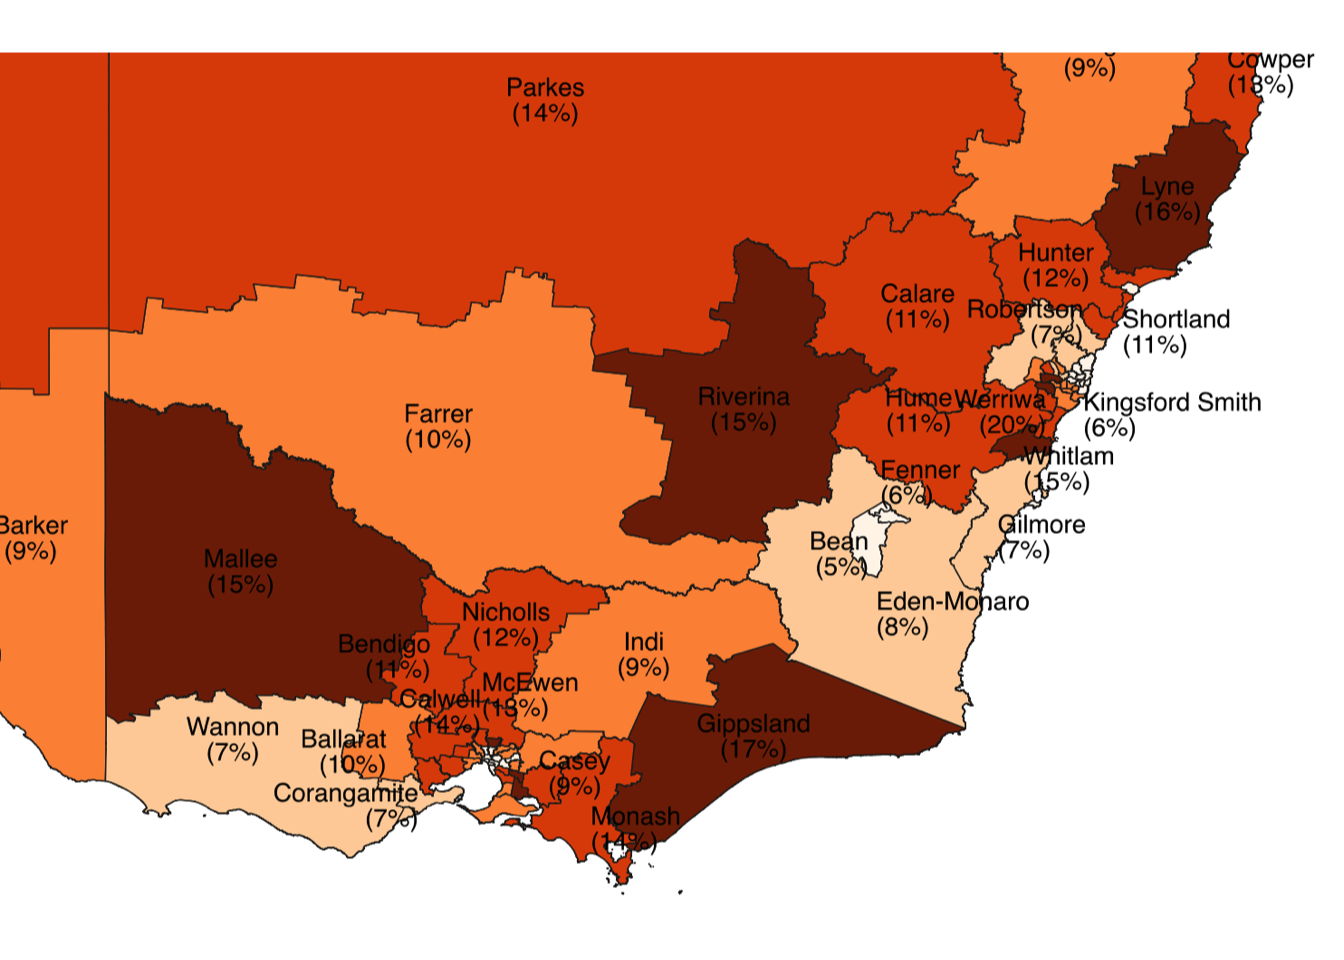 Cowper
(13%)
(9%)
Parkes
(14%)
Lyne
(16%)
Hunter
(12%)
Calare
(11%)
Robertson
(7%)
Shortland
(11%)
Riverina
(15%)
Hume
(11%)
Werriwa
(20%)
Kingsford Smith
(6%)
Farrer
(10%)
Whitlam
(15%)
Fenner
(6%)
Gilmore
(7%)
Barker
(9%)
Bean
(5%)
Mallee
(15%)
Eden-Monaro
(8%)
Nicholls
(12%)
Bendigo
(11%)
Indi
(9%)
McEwen
(13%)
Calwell
(14%)
Wannon
(7%)
Ballarat
(10%)
Gippsland
(17%)
Casey
(9%)
Corangamite
(7%)
Monash
(14%)